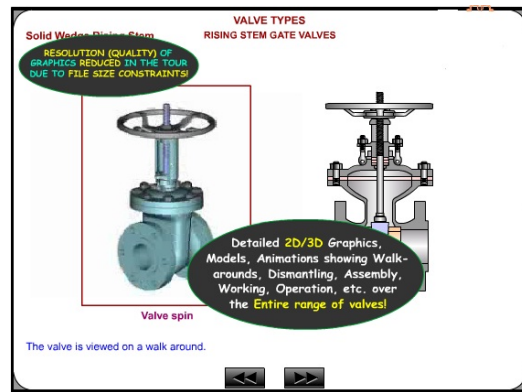 VALVE TYPES
Solid Wedge Rising Stem
RISING STEM GATE VALVES
RESOLUTION (QUALITY) OF
GRAPHICS REDUCED IN THE TOUR
DUE TO FILE SIZE CONSTRAINTS!
Detailed 2D/3D Graphics,
Models, Animations showing Walk-
arounds, Dismantling, Assembly,
Working, Operation, etc. over
the Entire range of valves!
Valve spin
The valve is viewed on a walk around.